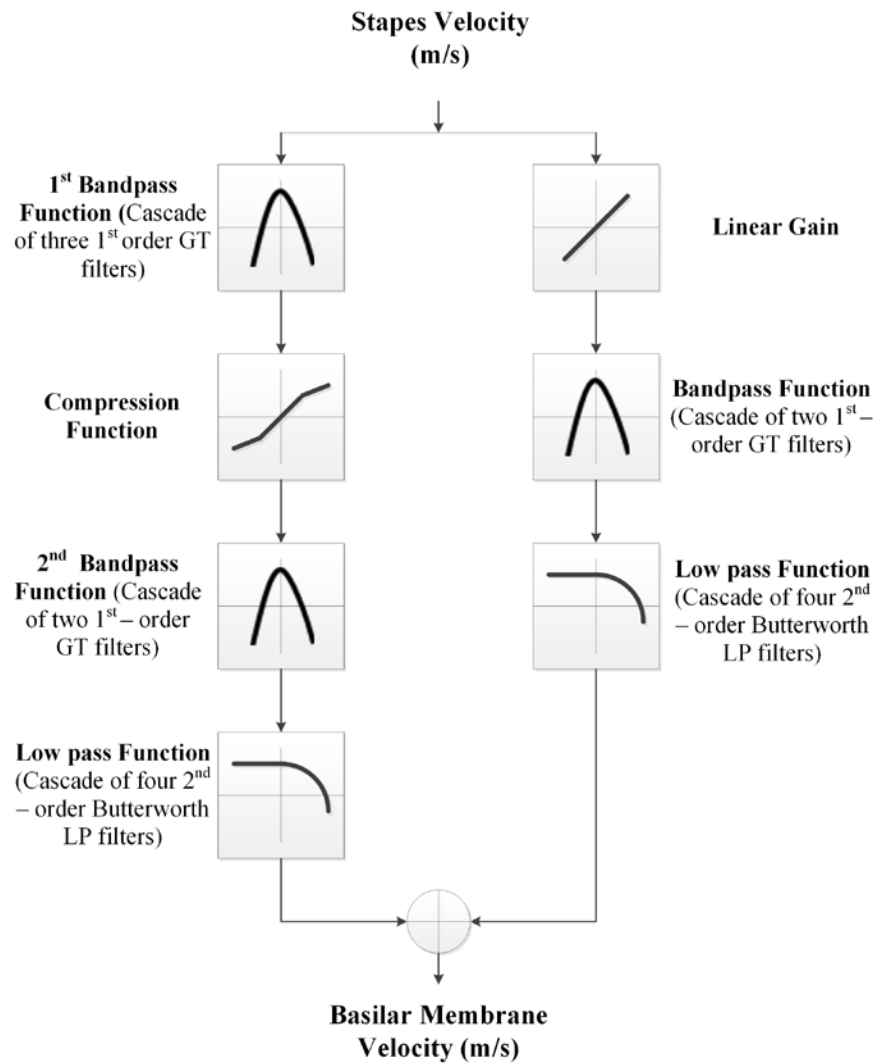 Stapes Velocity
(m/s)
1st Bandpass
Function (Cascade
of three 1st order GT
filters)
Linear Gain
Compression
Function
Bandpass Function
(Cascade of two 1st –
order GT filters)
2nd Bandpass
Function (Cascade
of two 1st – order
GT filters)
Low pass Function
(Cascade of four 2nd
– order Butterworth
LP filters)
Low pass Function
(Cascade of four 2nd
– order Butterworth
LP filters)
Basilar Membrane
Velocity (m/s)